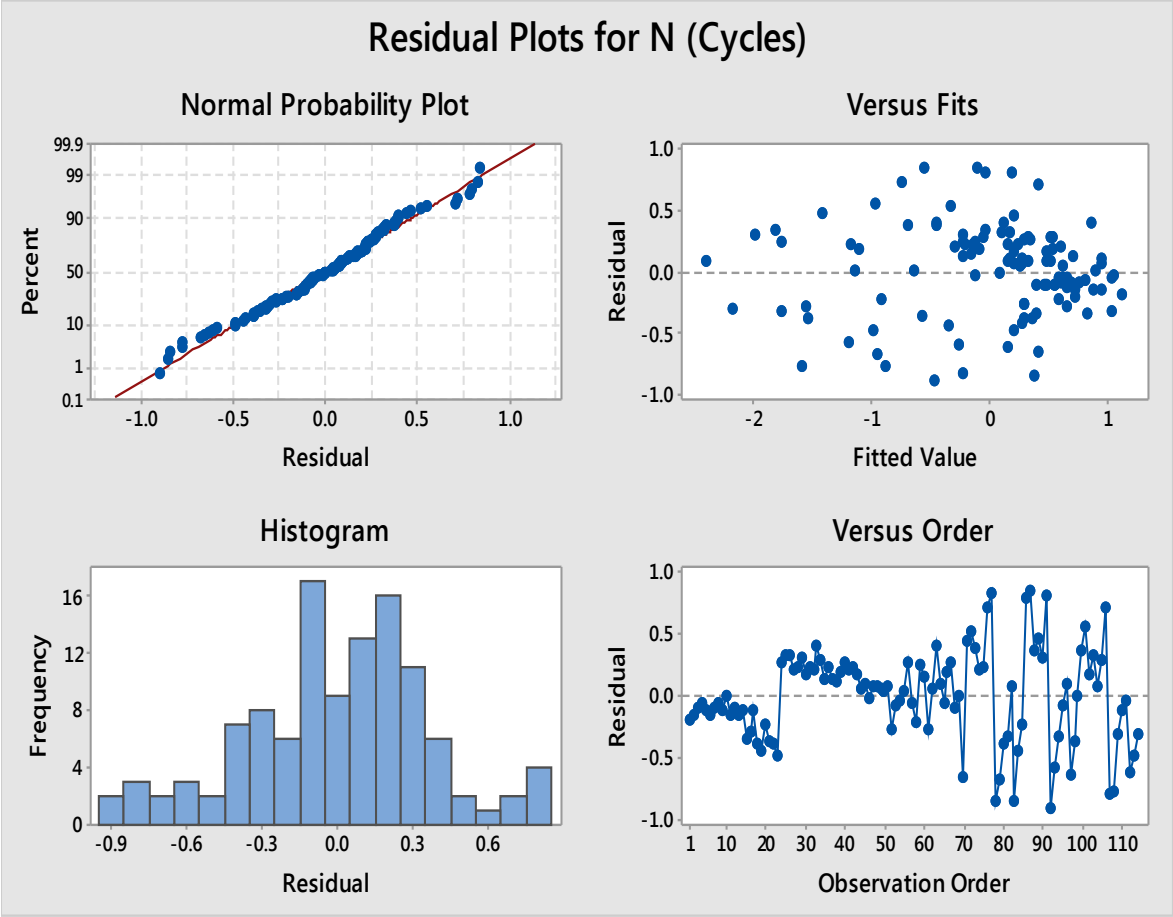 Residual Plots for N (Cycles)
Normal Probability Plot
99.9
99
90
50
10
1
0.1
Percent
-1.0 -0.5 0.0 0.5 1.0
Residual
Versus Fits
1.0
0.5
0.0
-0.5
-1.0
Residual
-2 -1 0 1
Fitted Value
Histogram
16
12
8
4
0
Frequency
-0.9 -0.6 -0.3 0.0 0.3 0.6
Residual
Versus Order
1.0
0.5
0.0
-0.5
-1.0
Residual
1 10 20 30 40 50 60 70 80 90 100 110
Observation Order